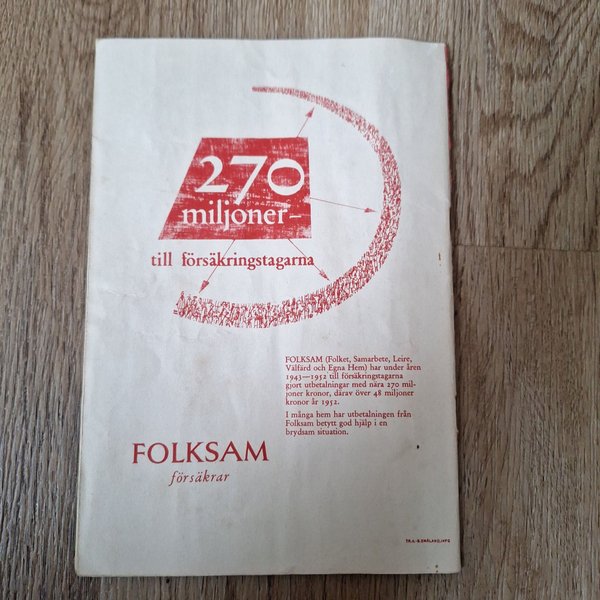 270
miljoner–
till försäkringstagarna
FOLKSAM (Folket, Samarbete, Leire,
Välfärd och Egna Hem) har under åren
1943—1952 till försäkringstagarna
gjort utbetalningar med nära 270 mil-
joner kronor, därav över 48 miljoner
kronor år 1952.
I många hem har utbetalningen från
Folksam betytt god hjälp i en
brydsam situation.
FOLKSAM
försäkrar